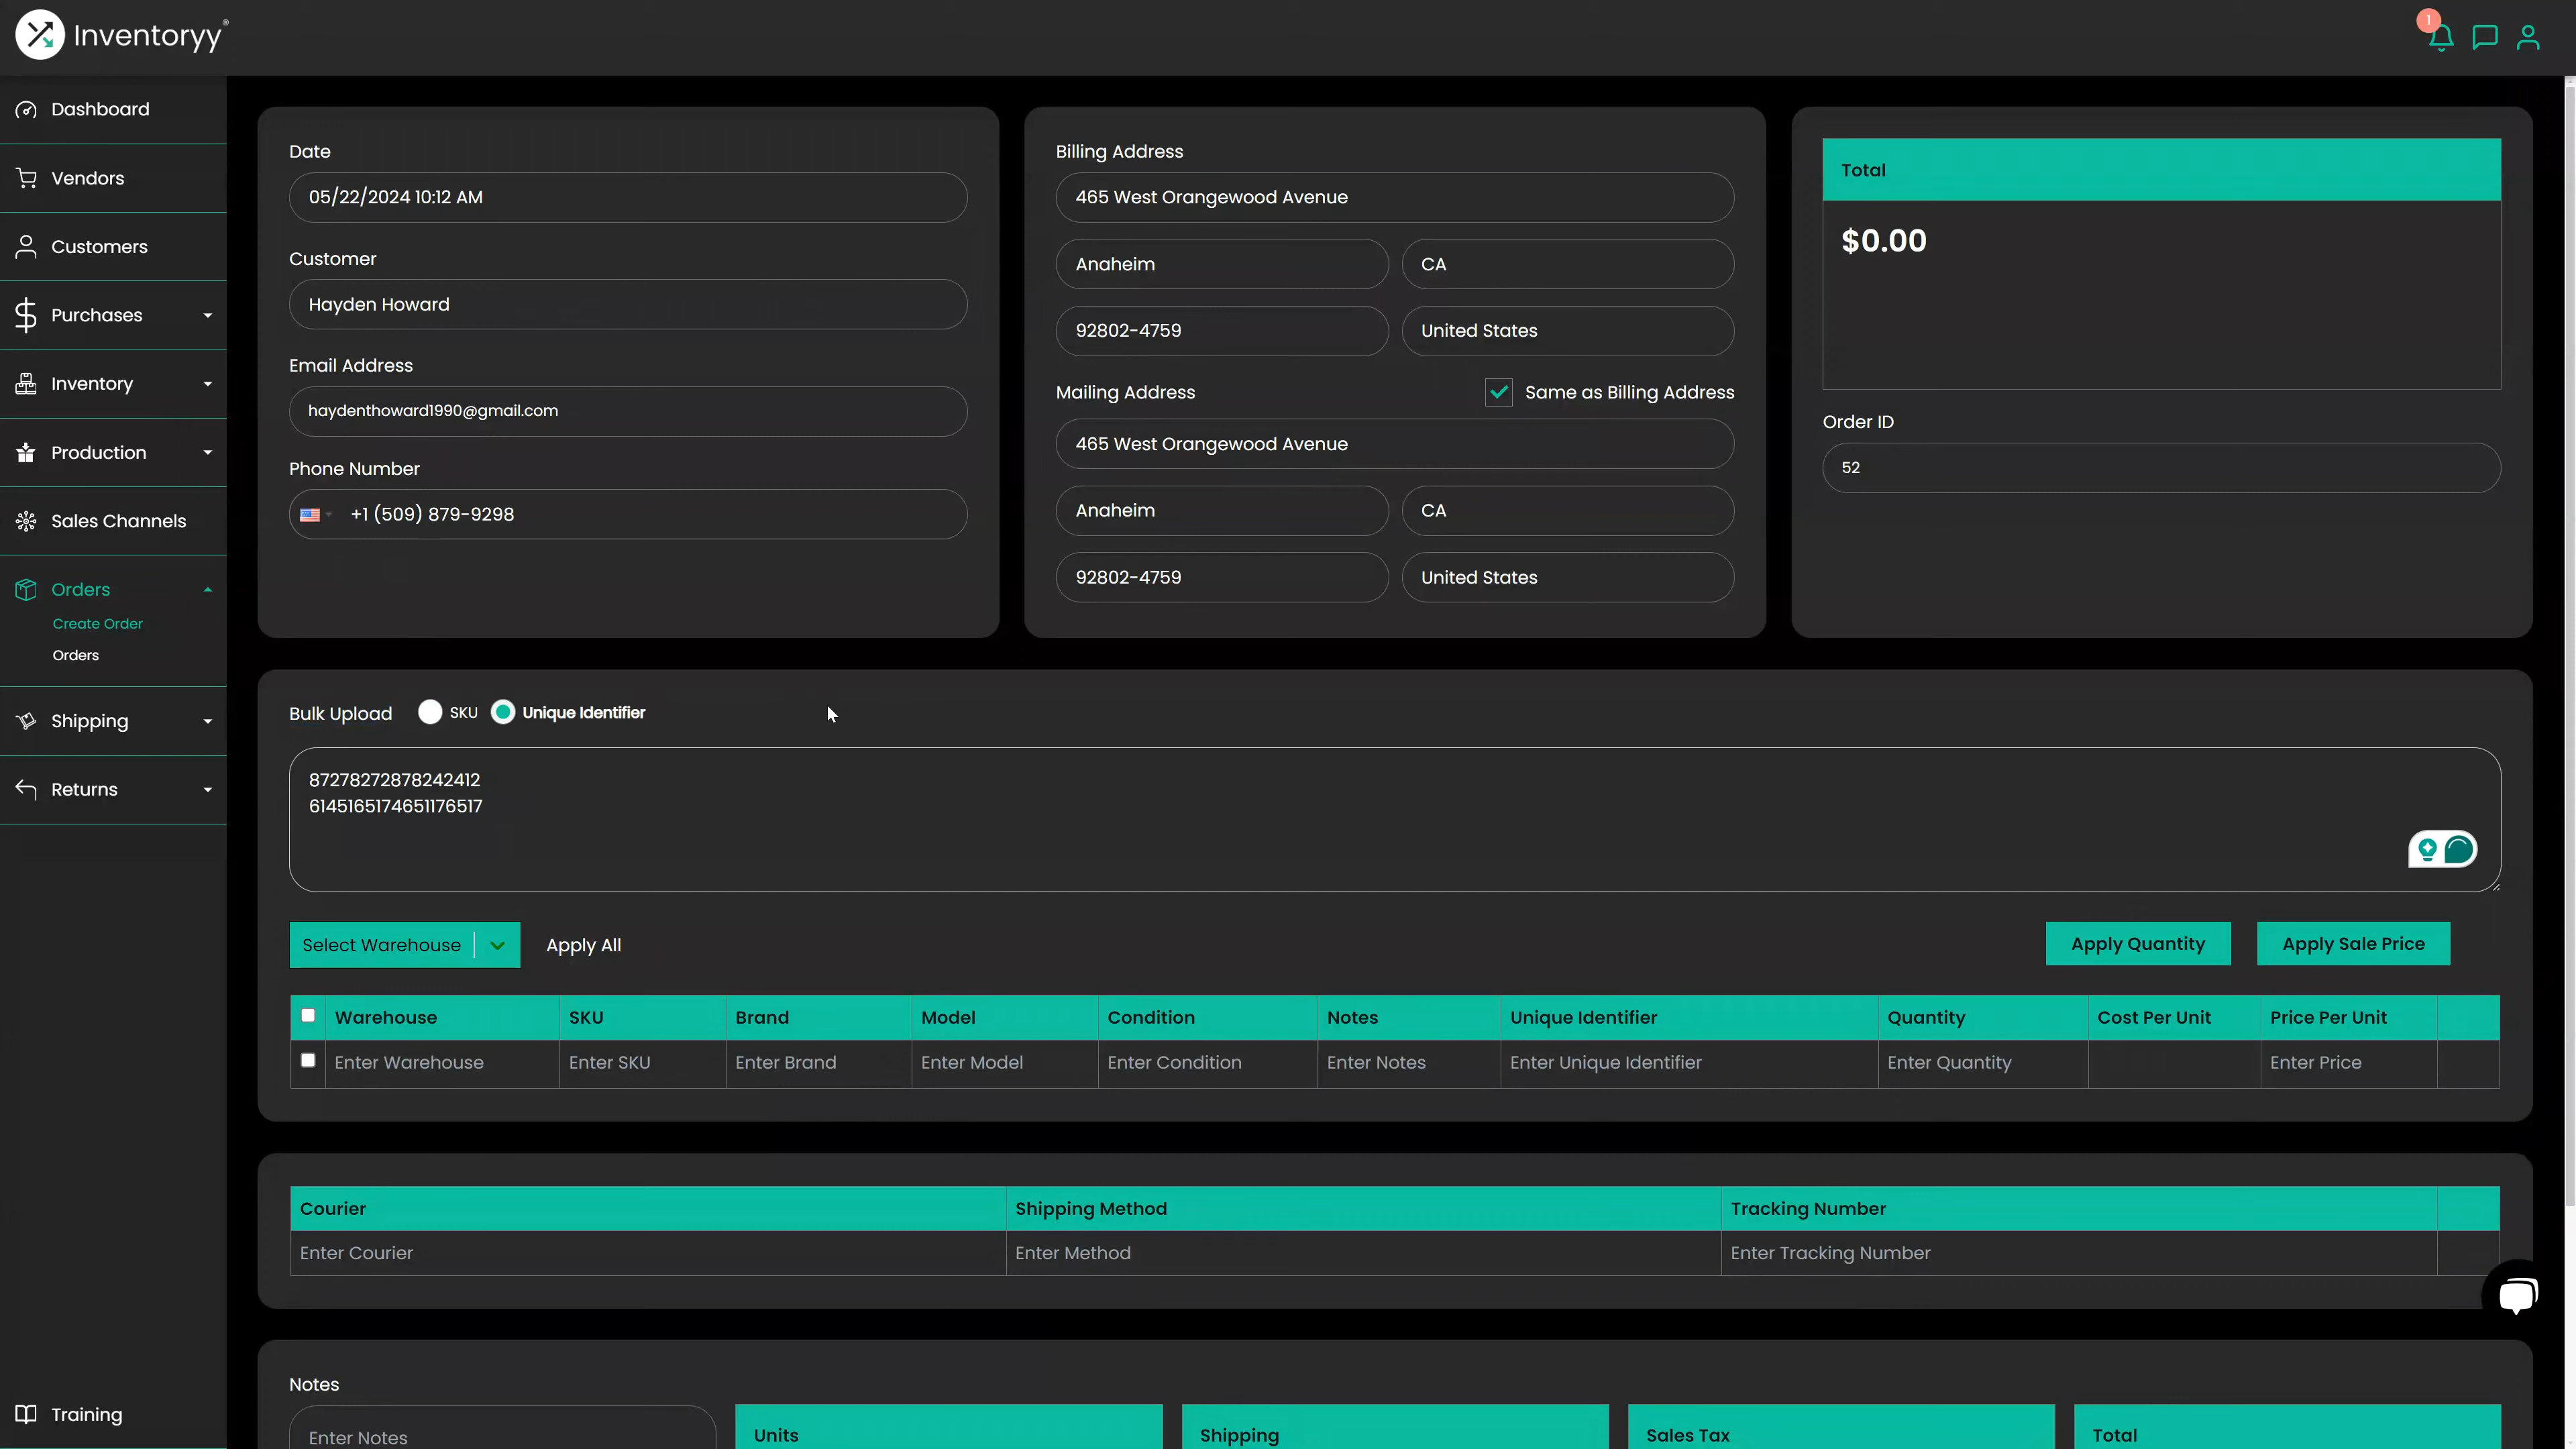 Inventoryy®
1
Dashboard
Vendors
Customers
Purchases
Inventory
Production
Sales Channels
Orders
Create Order
Orders
Shipping
Returns
Training
Date
05/22/2024 10:12 AM
Customer
Hayden Howard
Email Address
haydenthoward1990@gmail.com
Phone Number
+1 (509) 879-9298
Billing Address
465 West Orangewood Avenue
Anaheim CA
92802-4759 United States
Mailing Address Same as Billing Address
465 West Orangewood Avenue
Anaheim CA
92802-4759 United States
Total
$0.00
Order ID
52
Bulk Upload SKU Unique Identifier
87278272878242412
6145165174651176517
Select Warehouse Apply All Apply Quantity Apply Sale Price
Warehouse SKU Brand Model Condition Notes Unique Identifier Quantity Cost Per Unit Price Per Unit
Enter Warehouse Enter SKU Enter Brand Enter Model Enter Condition Enter Notes Enter Unique Identifier Enter Quantity Enter Price
Courier Shipping Method Tracking Number
Enter Courier Enter Method Enter Tracking Number
Notes
Enter Notes
Units Shipping Sales Tax Total